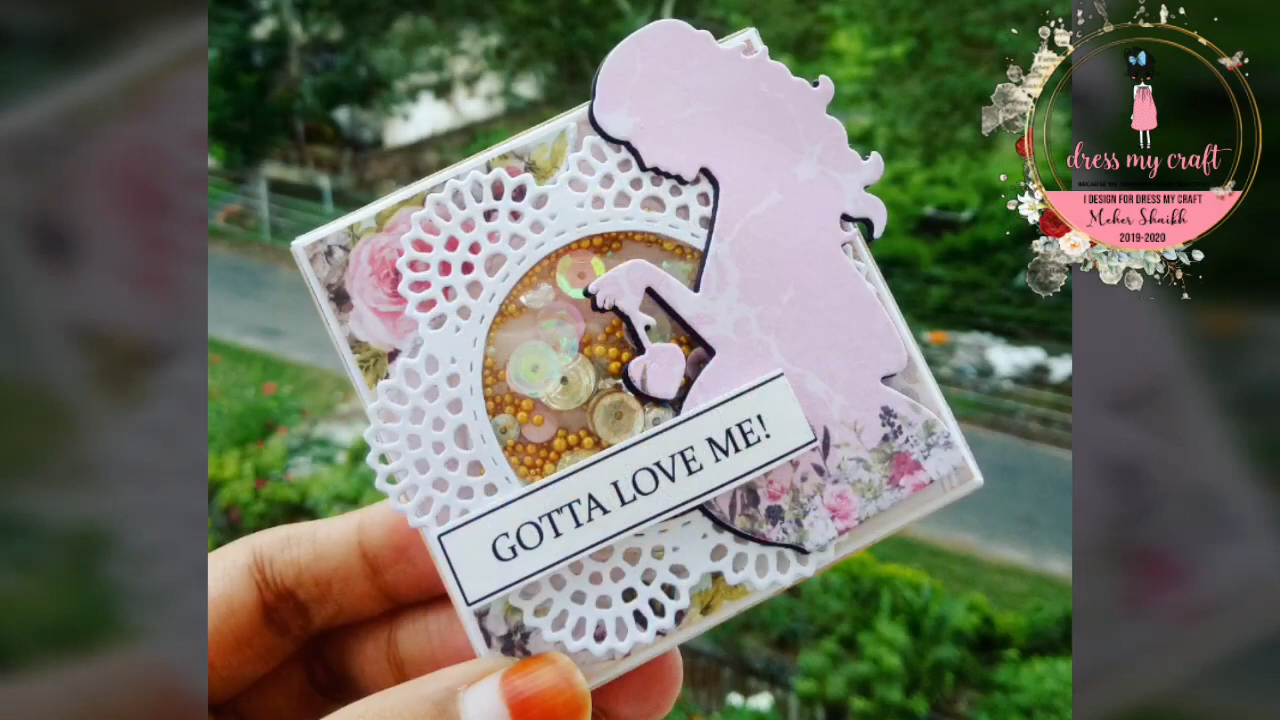 GOTTA LOVE ME!
dress my craft
I DESIGN FOR DRESS MY CRAFT
Meher Shaikh
2019-2020